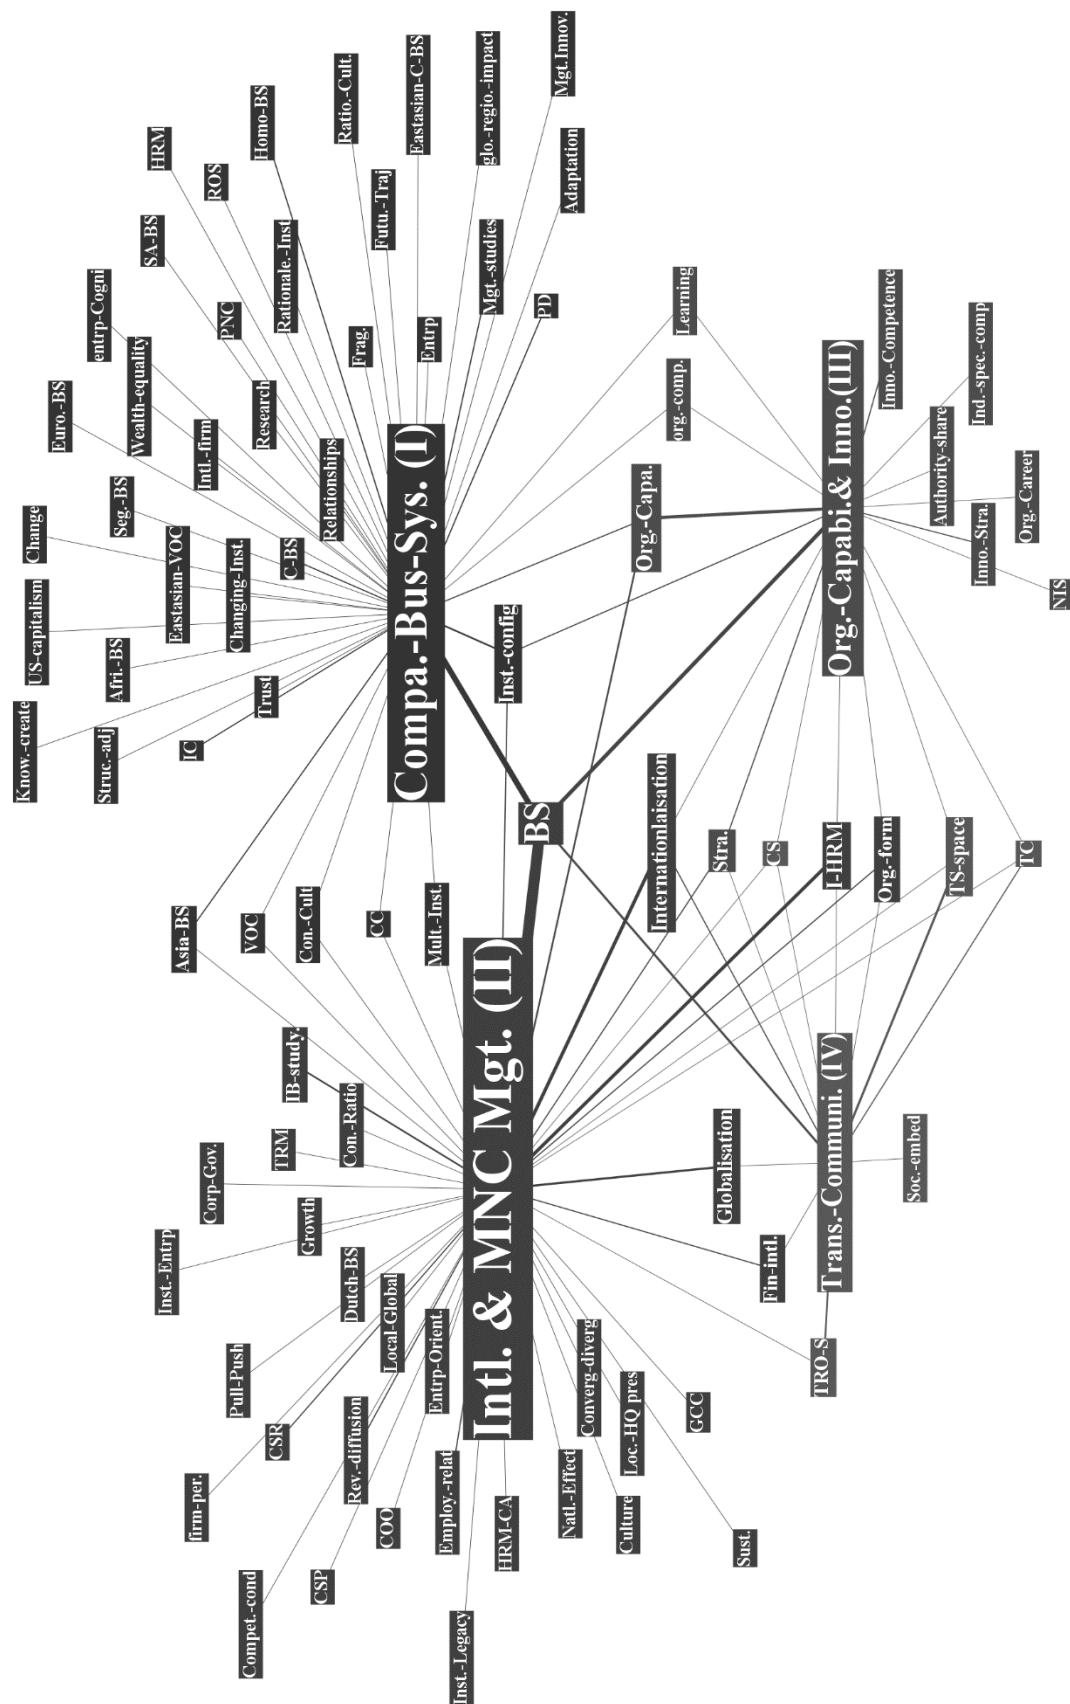 Know.-create
US-capitalism
Change
Euro.-BS
entrp-Cogni
SA-BS
HRM
ROS
Homo-BS
Ratio.-Cult.
Eastasian-C-BS
glo.-regio.-impact
Mgt.Innov.
Struc.-adj
Afri.-BS
Eastasian-VOC
Seg.-BS
Wealth-equality
Intl.-firm
PNC
Rationale.-Inst
Futu.-Traj
Mgt.-studies
Adaptation
IC
Trust
Changing-Inst.
C-BS
Relationships
Research
Frag.
Entrp
PD
Compa.-Bus-Sys. (I)
Learning
org.-comp.
Org.-Capa.
Inst.-config
BS
Asia-BS
VOC
Con.-Cult
CC
Mult.-Inst.
Internationlaisation
Stra.
CS
I-HRM
Org.-form
TS-space
TC
Org.-Capabi.& Inno.(III)
Inno.-Competence
Ind.-spec.-comp
Authority-share
Org.-Career
Inno.-Stra.
NIS
Intl. & MNC Mgt. (II)
IB-study.
Con.-Ratio
TRM
Corp-Gov.
Growth
Inst.-Entrp
Dutch-BS
Local-Global
Pull-Push
Entrp-Orient.
CSR
Rev.-diffusion
firm-per.
COO
Employ.-relat
Compet.-cond
CSP
HRM-CA
Inst.-Legacy
Natl.-Effect
Culture
Converg-diverg
Loc.-HQ pres
GCC
Sust.
Trans.-Communi. (IV)
Globalisation
Soc.-embed
Fin-intl.
TRO-S